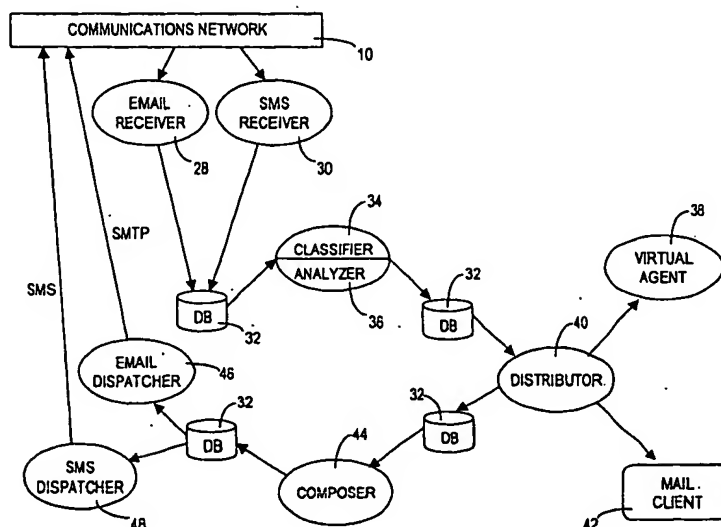 COMMUNICATIONS NETWORK
10
EMAIL
RECEIVER
28
SMS
RECEIVER
30
SMTP
SMS
34
CLASSIFIER
ANALYZER
36
DB
32
32
DB
38
VIRTUAL
AGENT
40
DISTRIBUTOR.
EMAIL
DISPATCHER
46
32
DB
32
DB
44
COMPOSER
SMS
DISPATCHER
48
MAIL.
CLIENT
42